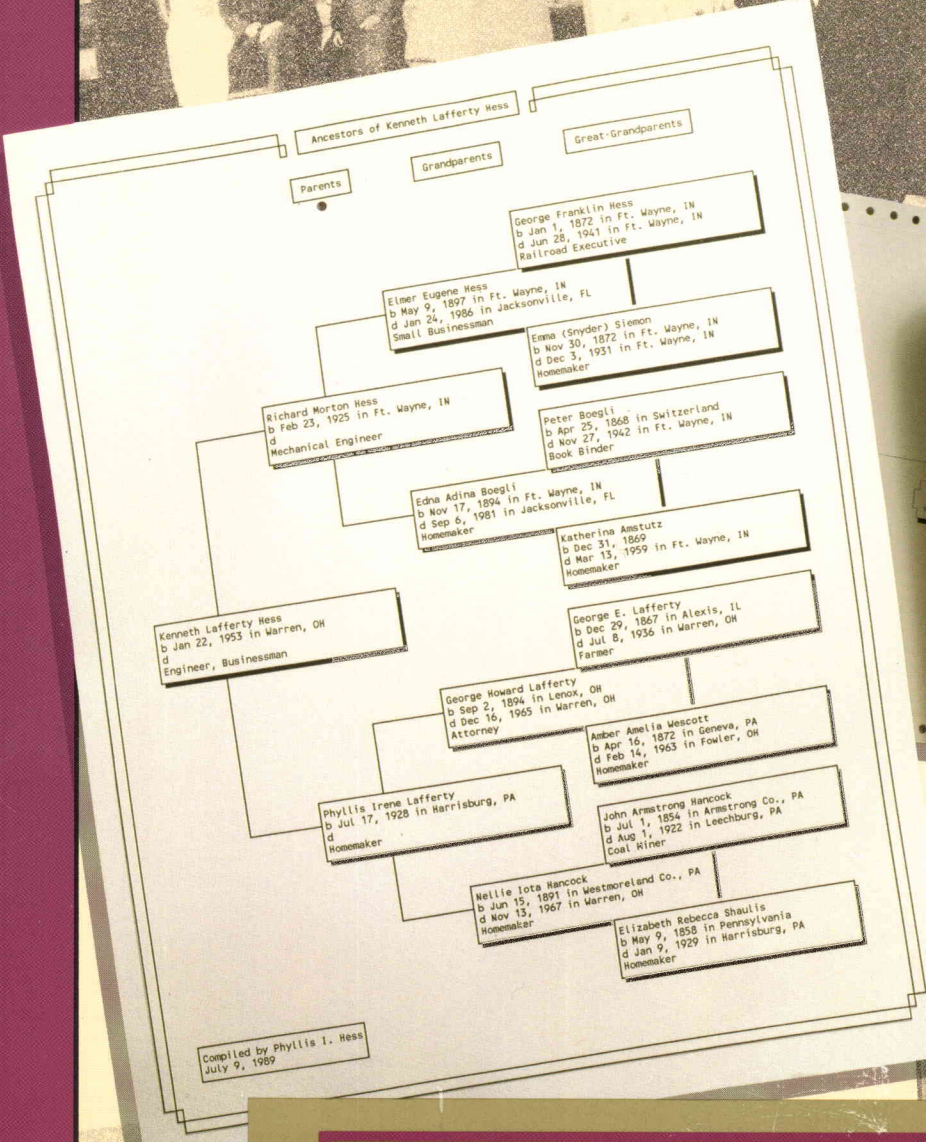 Ancestors of Kenneth Lafferty Hess
Parents
Grandparents
Great-Grandparents
George Franklin Hess
b Jan 1, 1872 in Ft. Wayne, IN
d Jun 28, 1941 in Ft. Wayne, IN
Railroad Executive
Elmer Eugene Hess
b May 9, 1897 in Ft. Wayne, IN
d Jan 24, 1986 in Jacksonville, FL
Small Businessman
Emma (Snyder) Siemon
b Nov 30, 1872 in Ft. Wayne, IN
d Dec 3, 1931 in Ft. Wayne, IN
Homemaker
Richard Morton Hess
b Feb 23, 1925 in Ft. Wayne, IN
d
Mechanical Engineer
Peter Boegli
b Apr 25, 1868 in Switzerland
d Nov 27, 1942 in Ft. Wayne, IN
Book Binder
Edna Adina Boegli
b Nov 17, 1894 in Ft. Wayne, IN
d Sep 6, 1981 in Jacksonville, FL
Homemaker
Katherina Amstutz
b Dec 31, 1869
d Mar 13, 1959 in Ft. Wayne, IN
Homemaker
Kenneth Lafferty Hess
b Jan 22, 1953 in Warren, OH
d
Engineer, Businessman
George E. Lafferty
b Dec 29, 1867 in Alexis, IL
d Jul 8, 1936 in Warren, OH
Farmer
George Howard Lafferty
b Sep 2, 1894 in Lenox, OH
d Dec 16, 1965 in Warren, OH
Attorney
Amber Amelia Wescott
b Apr 16, 1872 in Geneva, PA
d Feb 14, 1963 in Fowler, OH
Homemaker
Phyllis Irene Lafferty
b Jul 17, 1928 in Harrisburg, PA
d
Homemaker
John Armstrong Hancock
b Jul 1, 1854 in Armstrong Co., PA
d Aug 1, 1922 in Leechburg, PA
Coal Miner
Nellie Iota Hancock
b Jun 15, 1891 in Westmoreland Co., PA
d Nov 13, 1967 in Warren, OH
Homemaker
Elizabeth Rebecca Shaulis
b May 9, 1858 in Pennsylvania
d Jan 9, 1929 in Harrisburg, PA
Homemaker
Compiled by Phyllis I. Hess
July 9, 1989